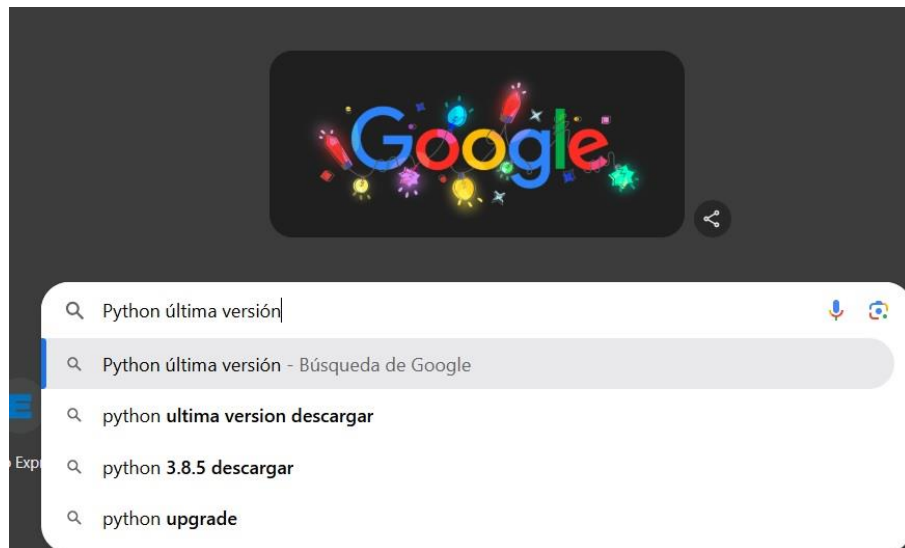 Google
Python última versión
Python última versión - Búsqueda de Google
python ultima version descargar
Exp
python 3.8.5 descargar
python upgrade